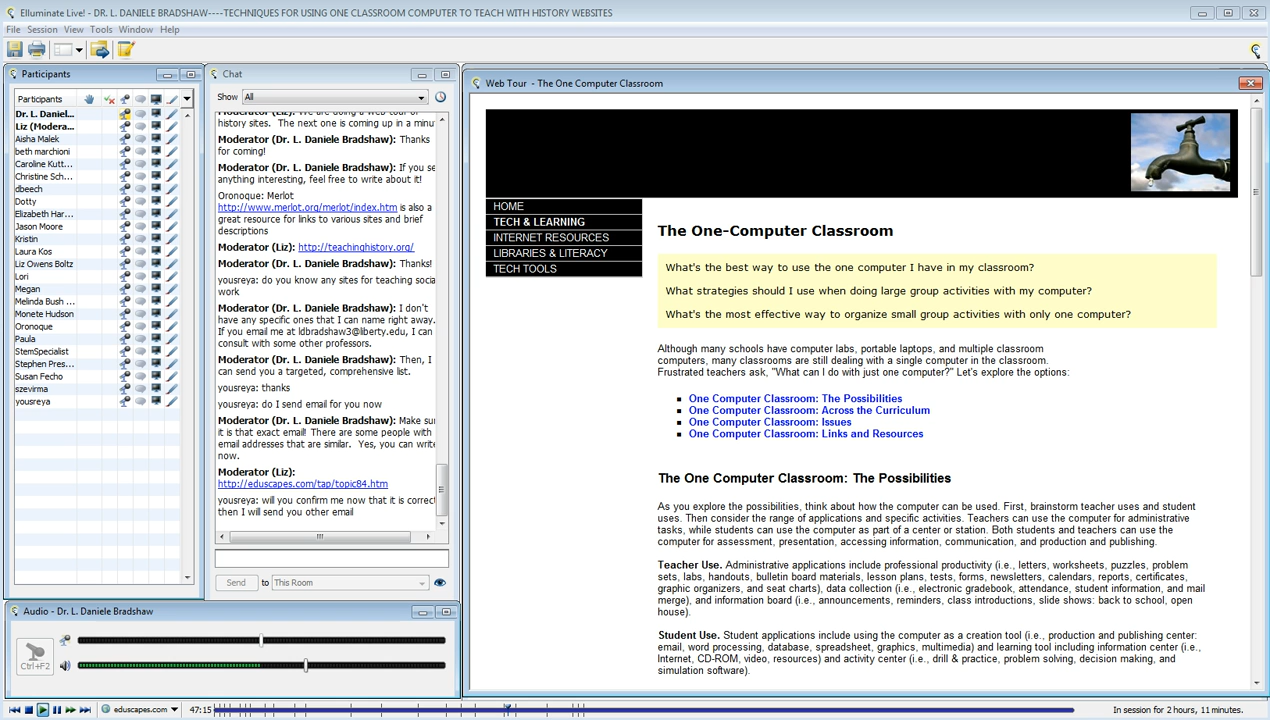 Elluminate Live! - DR. L. DANIELE BRADSHAW----TECHNIQUES FOR USING ONE CLASSROOM COMPUTER TO TEACH WITH HISTORY WEBSITES
File Session View Tools Window Help
Participants
Participants
Dr. L. Daniel...
Liz (Modera...
Aisha Malek
beth marchioni
Caroline Kutt...
Christine Sch...
dbeech
Dotty
Elizabeth Har...
Jason Moore
Kristin
Laura Kos
Liz Owens Boltz
Lori
Megan
Melinda Bush ...
Monete Hudson
Oronoque
Paula
StemSpecialist
Stephen Pres...
Susan Fecho
szevirma
yousreya
Chat
Show All
history sites. The next one is coming up in a minu
Moderator (Dr. L. Daniele Bradshaw): Thanks
for coming!
Moderator (Dr. L. Daniele Bradshaw): If you se
anything interesting, feel free to write about it!
Oronoque: Merlot
http://www.merlot.org/merlot/index.htm is also a
great resource for links to various sites and brief
descriptions
Moderator (Liz): http://teachinghistory.org/
Moderator (Dr. L. Daniele Bradshaw): Thanks!
yousreya: do you know any sites for teaching socia
work
Moderator (Dr. L. Daniele Bradshaw): I don't
have any specific ones that I can name right away.
If you email me at ldbradshaw3@liberty.edu, I can
consult with some other professors.
Moderator (Dr. L. Daniele Bradshaw): Then, I
can send you a targeted, comprehensive list.
yousreya: thanks
yousreya: do I send email for you now
Moderator (Dr. L. Daniele Bradshaw): Make sur
it is that exact email! There are some people with
email addresses that are similar. Yes, you can write
now.
Moderator (Liz):
http://eduscapes.com/tap/topic84.htm
yousreya: will you confirm me now that it is correct
then I will send you other email
Send to This Room
Audio - Dr. L. Daniele Bradshaw
Ctrl+F2
Web Tour - The One Computer Classroom
HOME
TECH & LEARNING
INTERNET RESOURCES
LIBRARIES & LITERACY
TECH TOOLS
The One-Computer Classroom
What's the best way to use the one computer I have in my classroom?
What strategies should I use when doing large group activities with my computer?
What's the most effective way to organize small group activities with only one computer?
Although many schools have computer labs, portable laptops, and multiple classroom
computers, many classrooms are still dealing with a single computer in the classroom.
Frustrated teachers ask, "What can I do with just one computer?" Let's explore the options:
One Computer Classroom: The Possibilities
One Computer Classroom: Across the Curriculum
One Computer Classroom: Issues
One Computer Classroom: Links and Resources
The One Computer Classroom: The Possibilities
As you explore the possibilities, think about how the computer can be used. First, brainstorm teacher uses and student
uses. Then consider the range of applications and specific activities. Teachers can use the computer for administrative
tasks, while students can use the computer as part of a center or station. Both students and teachers can use the
computer for assessment, presentation, accessing information, communication, and production and publishing.
Teacher Use. Administrative applications include professional productivity (i.e., letters, worksheets, puzzles, problem
sets, labs, handouts, bulletin board materials, lesson plans, tests, forms, newsletters, calendars, reports, certificates,
graphic organizers, and seat charts), data collection (i.e., electronic gradebook, attendance, student information, and mail
merge), and information board (i.e., announcements, reminders, class introductions, slide shows: back to school, open
house).
Student Use. Student applications include using the computer as a creation tool (i.e., production and publishing center:
email, word processing, database, spreadsheet, graphics, multimedia) and learning tool including information center (i.e.,
Internet, CD-ROM, video, resources) and activity center (i.e., drill & practice, problem solving, decision making, and
simulation software).
eduscapes.com 47:15
In session for 2 hours, 11 minutes.